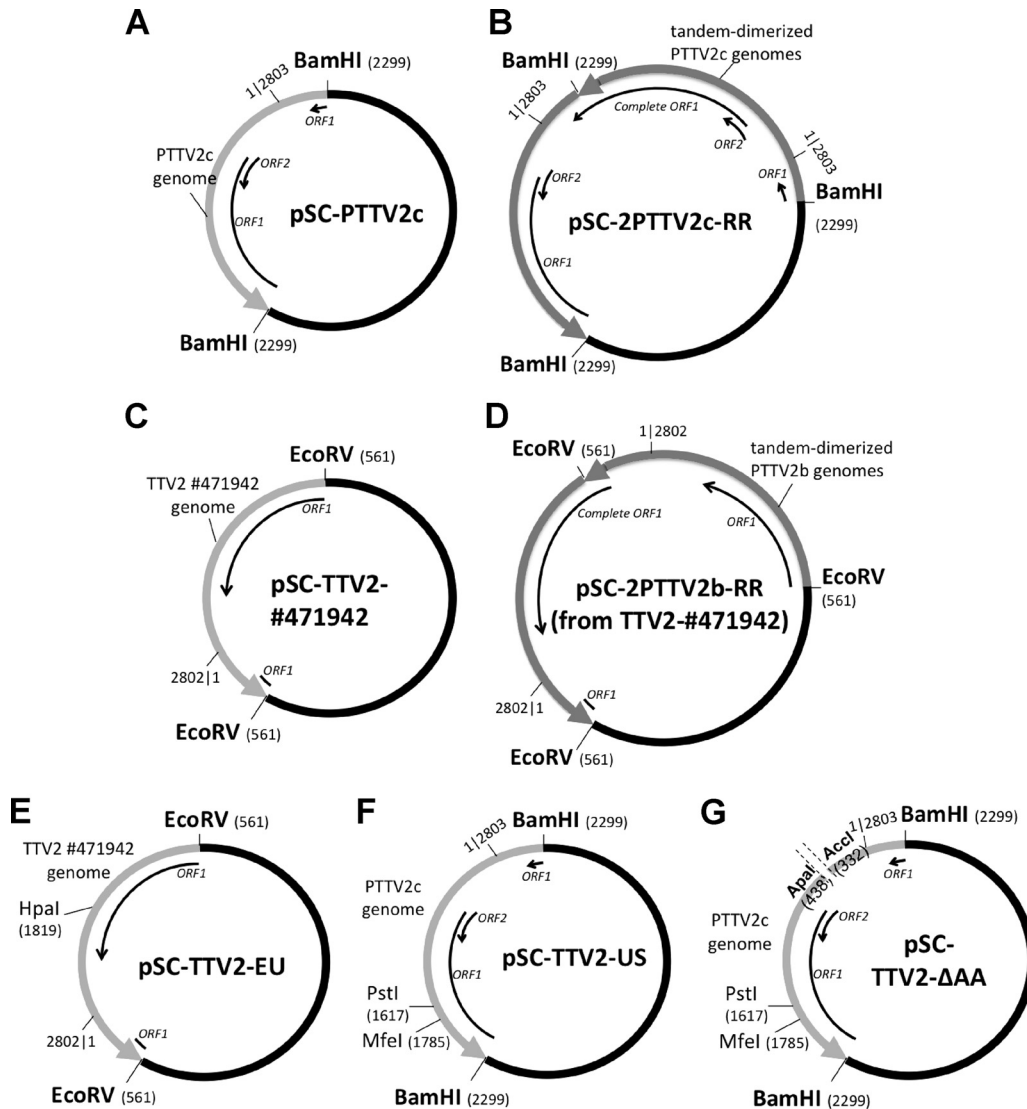 A
BamHI (2299)
1|2803
ORF1
PTTV2c
genome
ORF2
ORF1
pSC-PTTV2c
BamHI (2299)
B
tandem-dimerized
PTTV2c genomes
BamHI
(2299)
1|2803
Complete ORF1
ORF2
1|2803
ORF1
BamHI
(2299)
ORF2
pSC-2PTTV2c-RR
ORF1
BamHI (2299)
C
EcoRV (561)
TTV2 #471942
genome
ORF1
pSC-TTV2-
#471942
2802|1
ORF1
EcoRV (561)
D
1|2802
EcoRV
(561)
tandem-dimerized
PTTV2b genomes
Complete ORF1
ORF1
EcoRV
(561)
pSC-2PTTV2b-RR
(from TTV2-#471942)
2802|1
ORF1
EcoRV (561)
E
EcoRV (561)
TTV2 #471942
genome
ORF1
HpaI
(1819)
pSC-TTV2-EU
2802|1
ORF1
EcoRV (561)
F
1|2803
BamHI (2299)
ORF1
PTTV2c
genome
ORF2
pSC-TTV2-US
ORF1
PstI
(1617)
MfeI (1785)
BamHI (2299)
G
1|2803
BamHI (2299)
AccI
(332)
ApaI
(438)
ORF1
PTTV2c
genome
ORF2
pSC-
TTV2-ΔAA
ORF1
PstI
(1617)
MfeI (1785)
BamHI (2299)